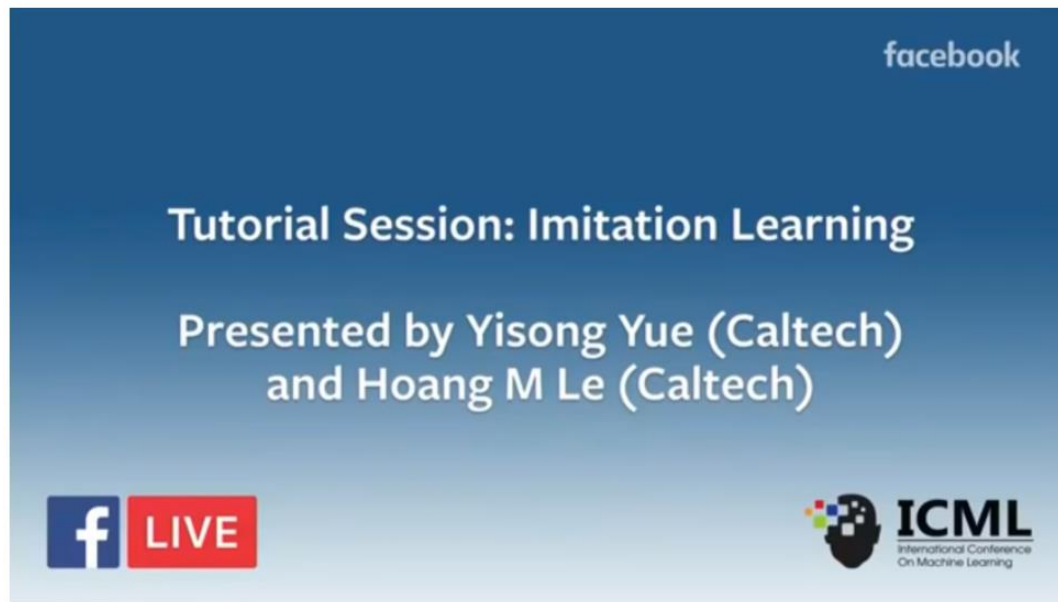 facebook
Tutorial Session: Imitation Learning
Presented by Yisong Yue (Caltech)
and Hoang M Le (Caltech)
f LIVE
ICML
International Conference
On Machine Learning